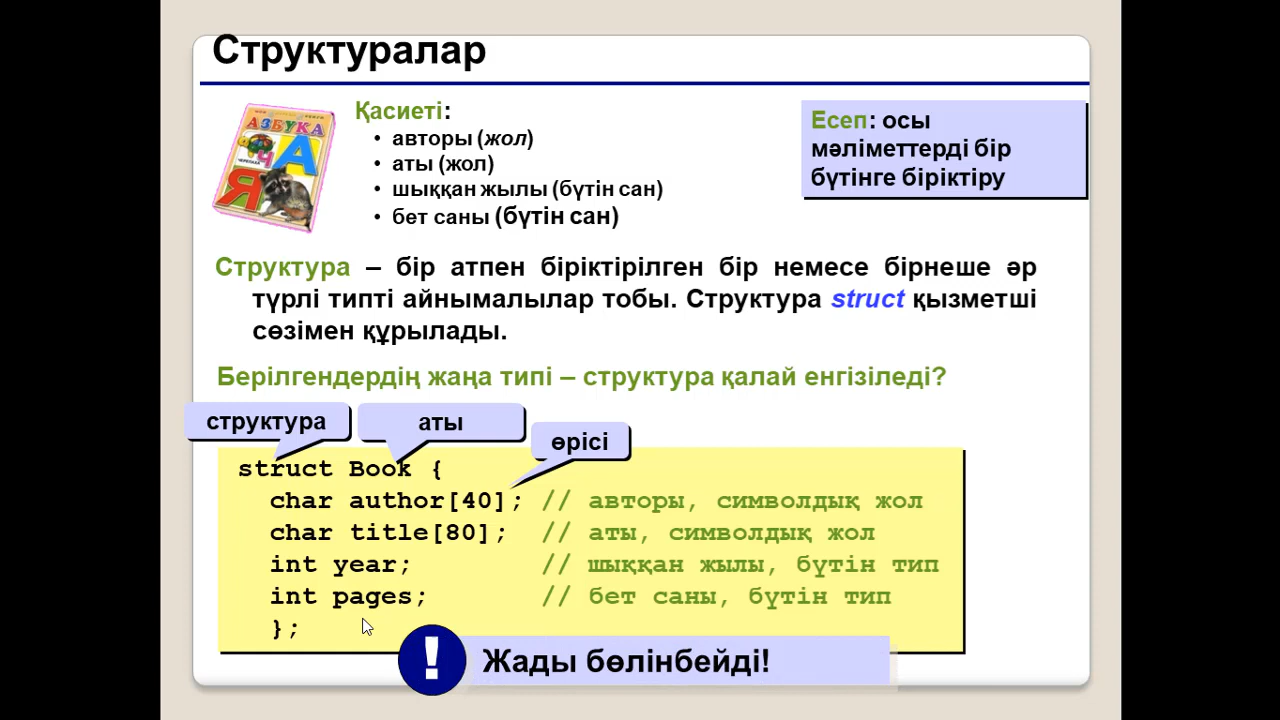 Структуралар
АЗБУКА
А
Ч
Я
Қасиеті:
• авторы (жол)
• аты (жол)
• шыққан жылы (бүтін сан)
• бет саны (бүтін сан)
Есеп: осы
мәліметтерді бір
бүтінге біріктіру
Структура – бір атпен біріктірілген бір немесе бірнеше әр
түрлі типті айнымалылар тобы. Структура struct қызметші
сөзімен құрылады.
Берілгендердің жаңа типі – структура қалай енгізіледі?
структура
аты
өрісі
struct Book {
char author[40]; // авторы, символдық жол
char title[80]; // аты, символдық жол
int year; // шыққан жылы, бүтін тип
int pages; // бет саны, бүтін тип
};
! Жады бөлінбейді!